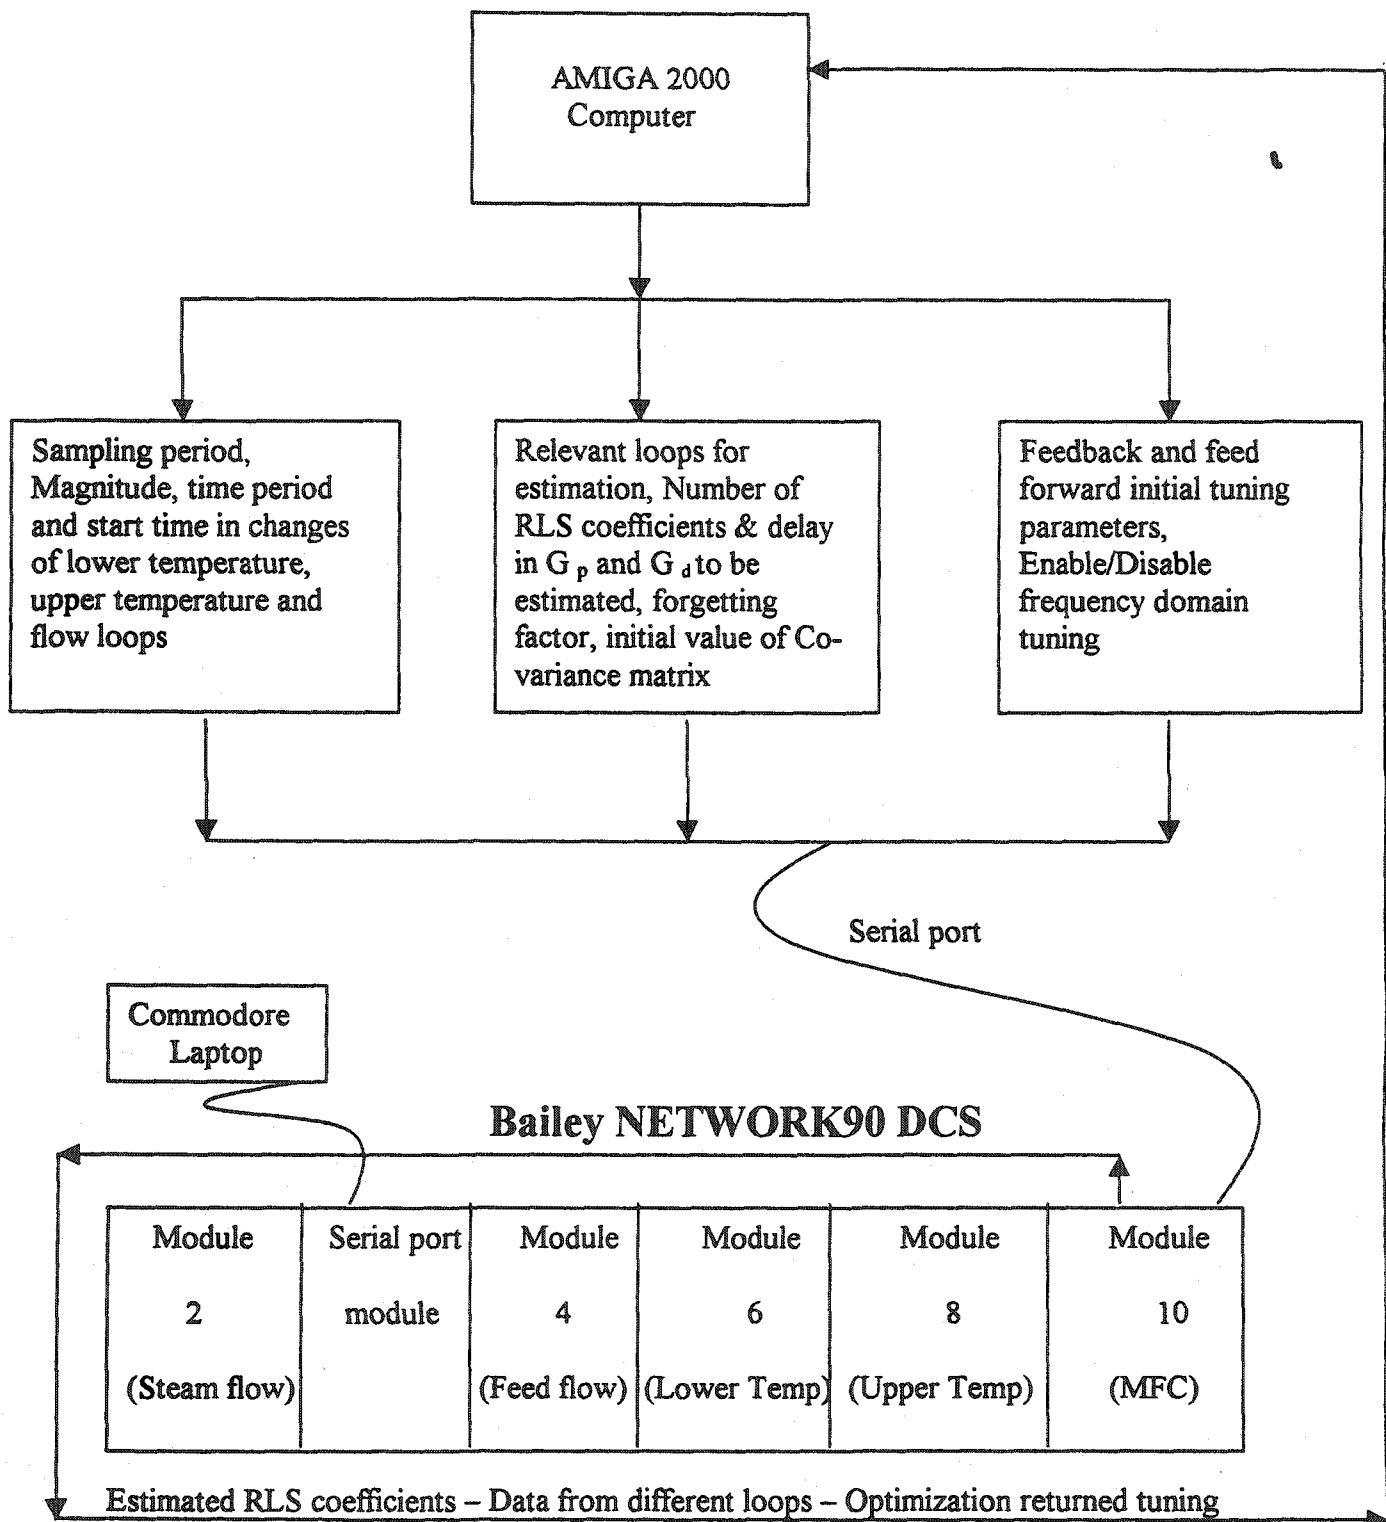 AMIGA 2000
Computer
Sampling period,
Magnitude, time period
and start time in changes
of lower temperature,
upper temperature and
flow loops
Relevant loops for
estimation, Number of
RLS coefficients & delay
in G p and G d to be
estimated, forgetting
factor, initial value of Co-
variance matrix
Feedback and feed
forward initial tuning
parameters,
Enable/Disable
frequency domain
tuning
Serial port
Commodore
Laptop
Bailey NETWORK90 DCS
Module
2
(Steam flow)
Serial port
module
Module
4
(Feed flow)
Module
6
(Lower Temp)
Module
8
(Upper Temp)
Module
10
(MFC)
Estimated RLS coefficients – Data from different loops – Optimization returned tuning